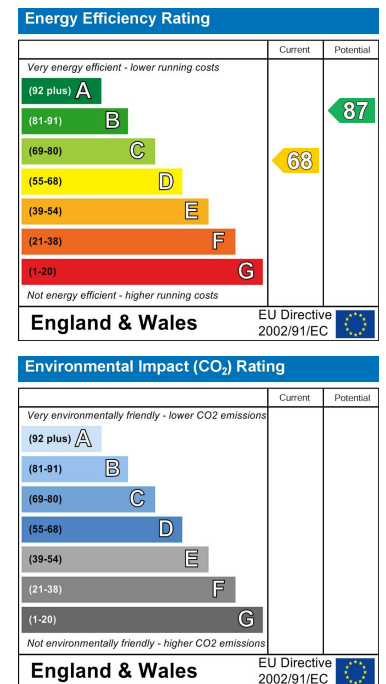 Energy Efficiency Rating
Current Potential
Very energy efficient - lower running costs
(92 plus) A
(81-91) B
87
(69-80) C
68
(55-68) D
(39-54) E
(21-38) F
(1-20) G
Not energy efficient - higher running costs
England & Wales
EU Directive
2002/91/EC
Environmental Impact (CO₂) Rating
Current Potential
Very environmentally friendly - lower CO2 emissions
(92 plus) A
(81-91) B
(69-80) C
(55-68) D
(39-54) E
(21-38) F
(1-20) G
Not environmentally friendly - higher CO2 emissions
England & Wales
EU Directive
2002/91/EC